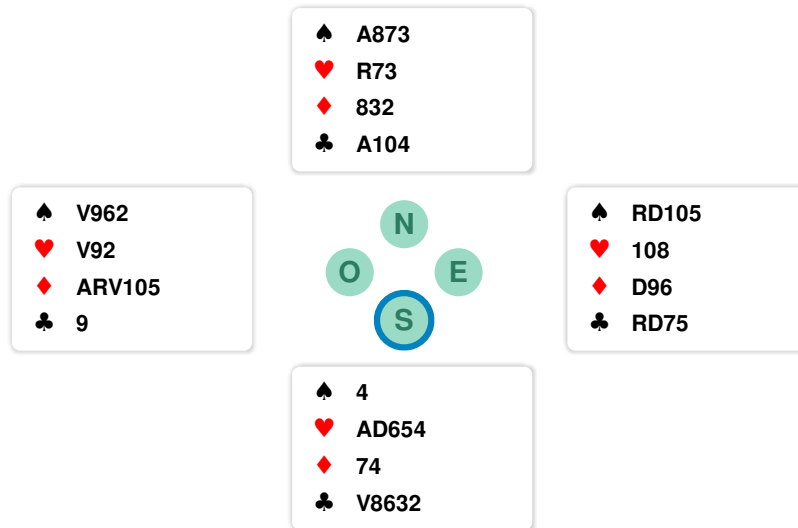 ♠ A873
♥ R73
♦ 832
♣ A104
♠ V962
♥ V92
♦ ARV105
♣ 9
N
O E
S
♠ RD105
♥ 108
♦ D96
♣ RD75
♠ 4
♥ AD654
♦ 74
♣ V8632